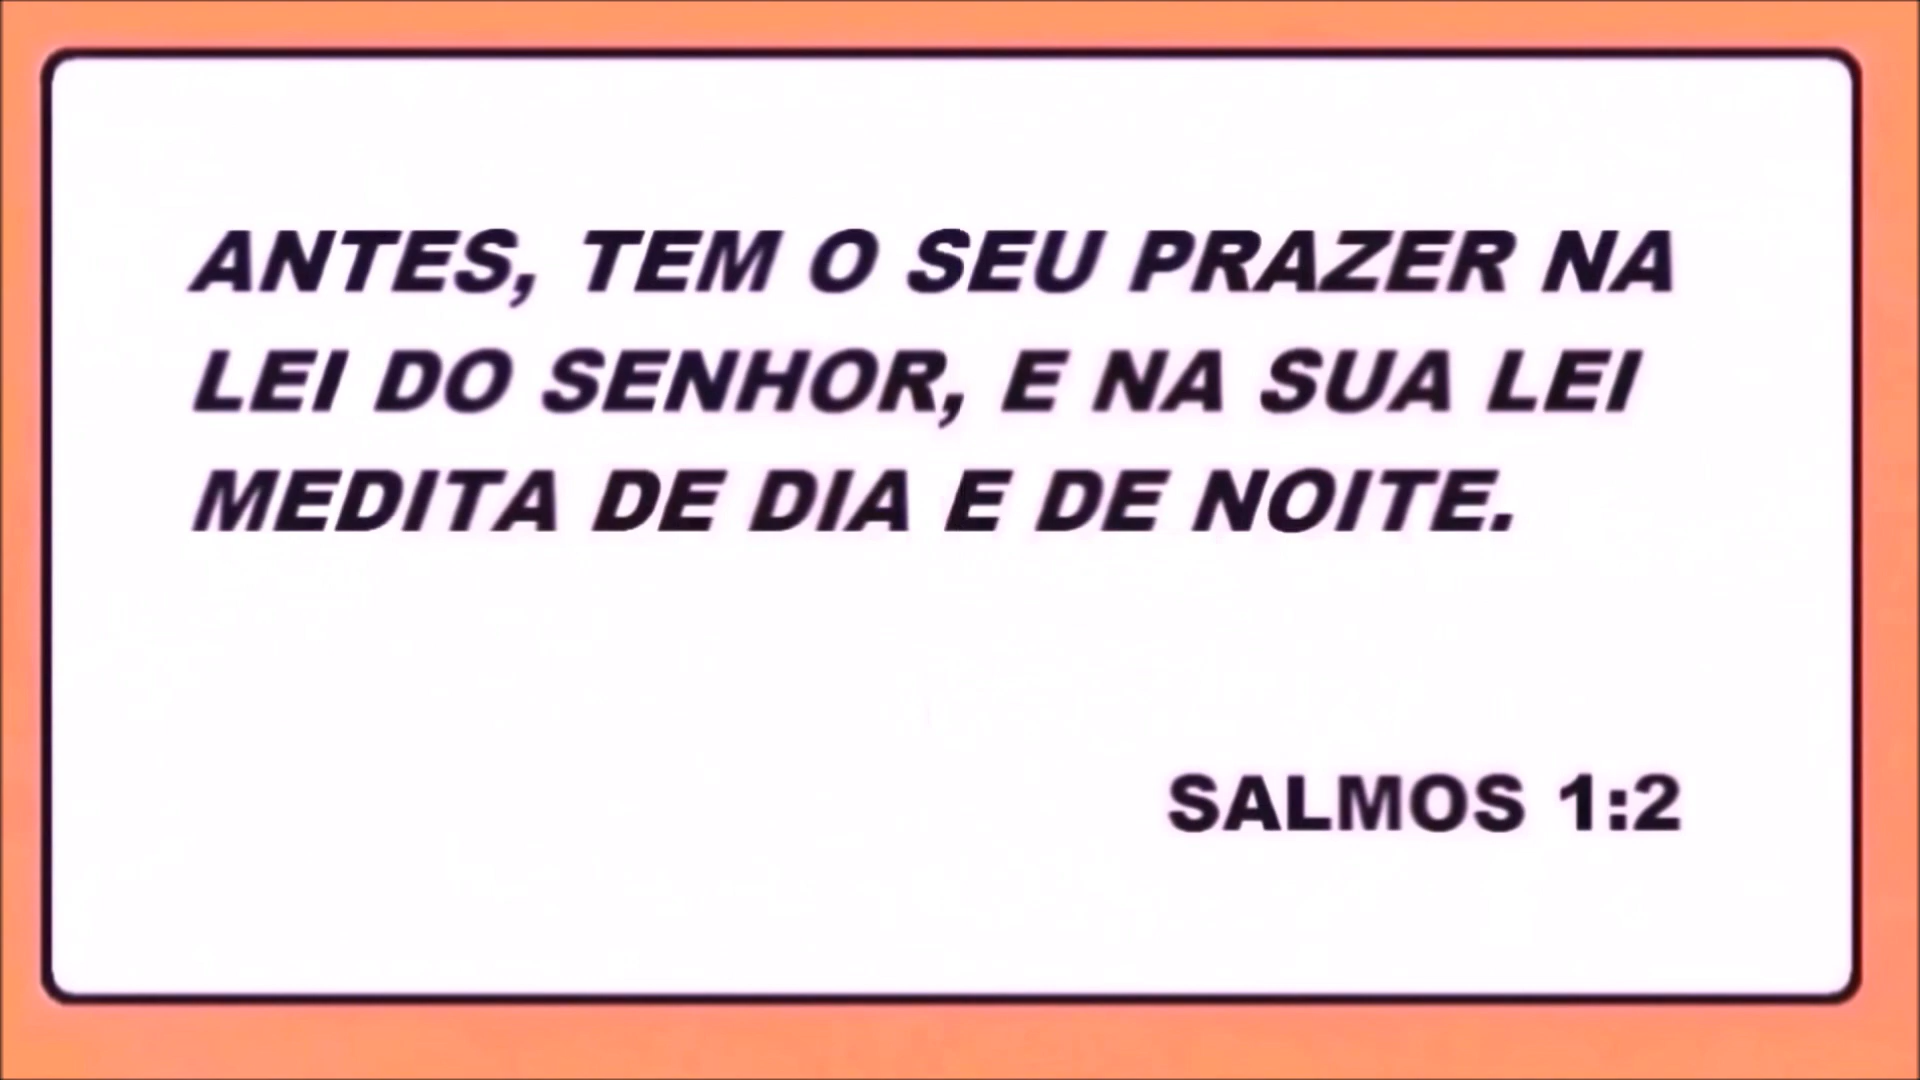 ANTES, TEM O SEU PRAZER NA
LEI DO SENHOR, E NA SUA LEI
MEDITA DE DIA E DE NOITE.
SALMOS 1:2